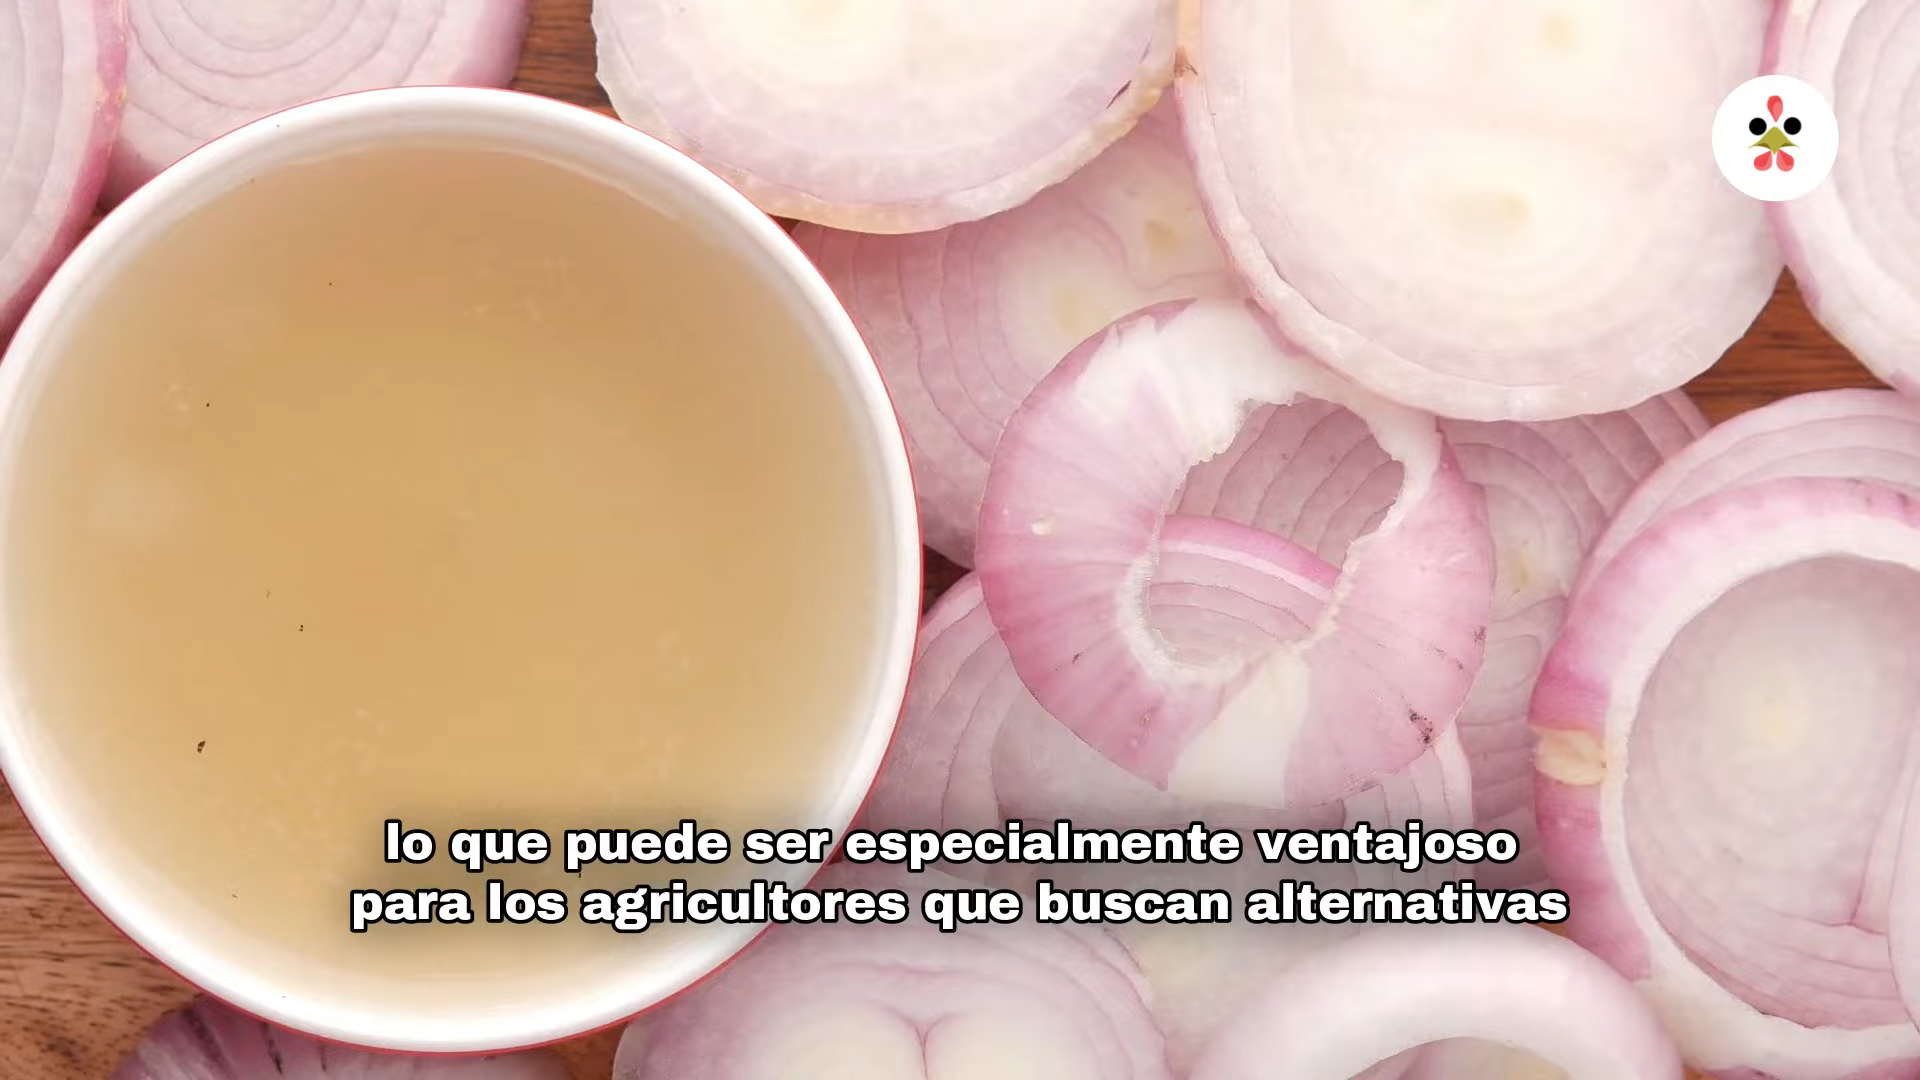 lo que puede ser especialmente ventajoso
para los agricultores que buscan alternativas